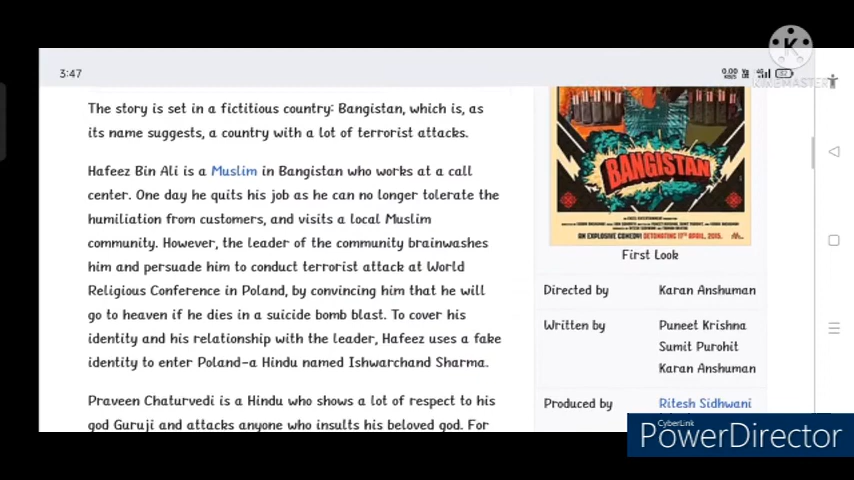 3:47
0.00
KB/S
KINEMASTER
The story is set in a fictitious country: Bangistan, which is, as
its name suggests, a country with a lot of terrorist attacks.
Hafeez Bin Ali is a Muslim in Bangistan who works at a call
center. One day he quits his job as he can no longer tolerate the
humiliation from customers, and visits a local Muslim
community. However, the leader of the community brainwashes
him and persuade him to conduct terrorist attack at World
Religious Conference in Poland, by convincing him that he will
go to heaven if he dies in a suicide bomb blast. To cover his
identity and his relationship with the leader, Hafeez uses a fake
identity to enter Poland-a Hindu named Ishwarchand Sharma.
Praveen Chaturvedi is a Hindu who shows a lot of respect to his
god Guruji and attacks anyone who insults his beloved god. For
BANGISTAN
AN EXPLOSIVE COMEDY! DETONATING 17TH APRIL, 2015.
First Look
Directed by Karan Anshuman
Written by Puneet Krishna
Sumit Purohit
Karan Anshuman
Produced by Ritesh Sidhwani
CyberLink
PowerDirector